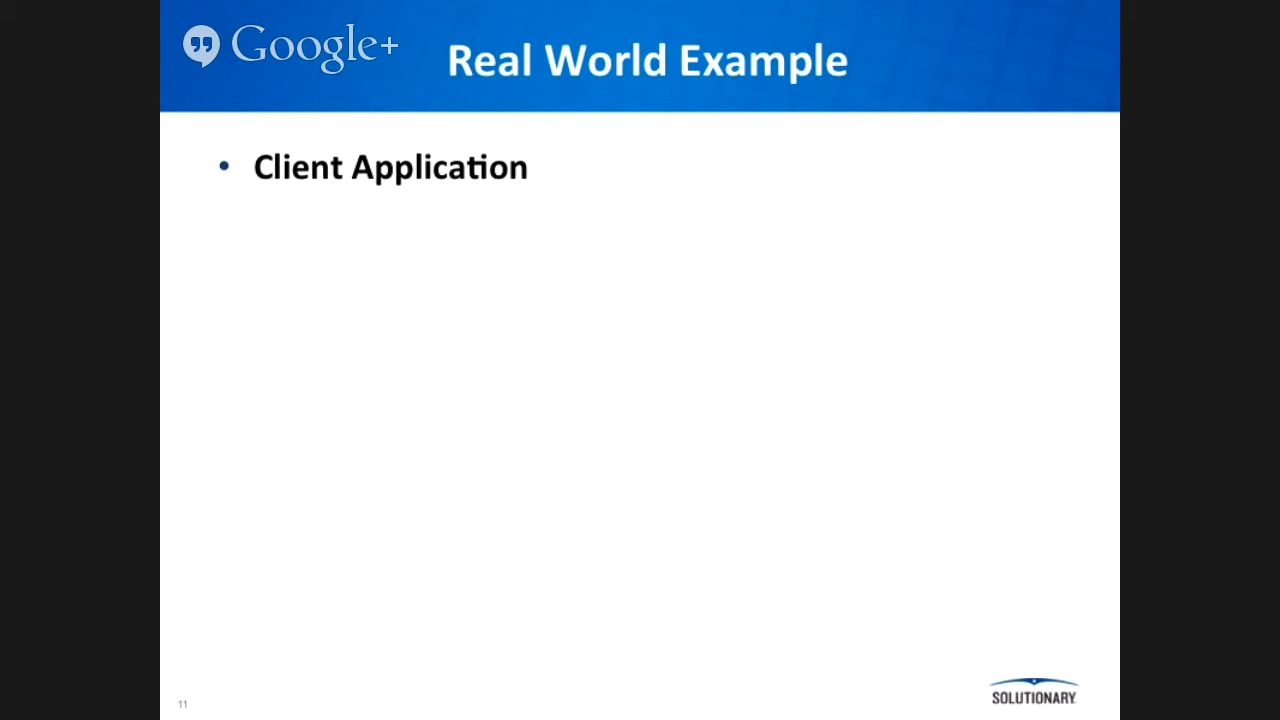 Google+
Real World Example
• Client Application
11
SOLUTIONARY